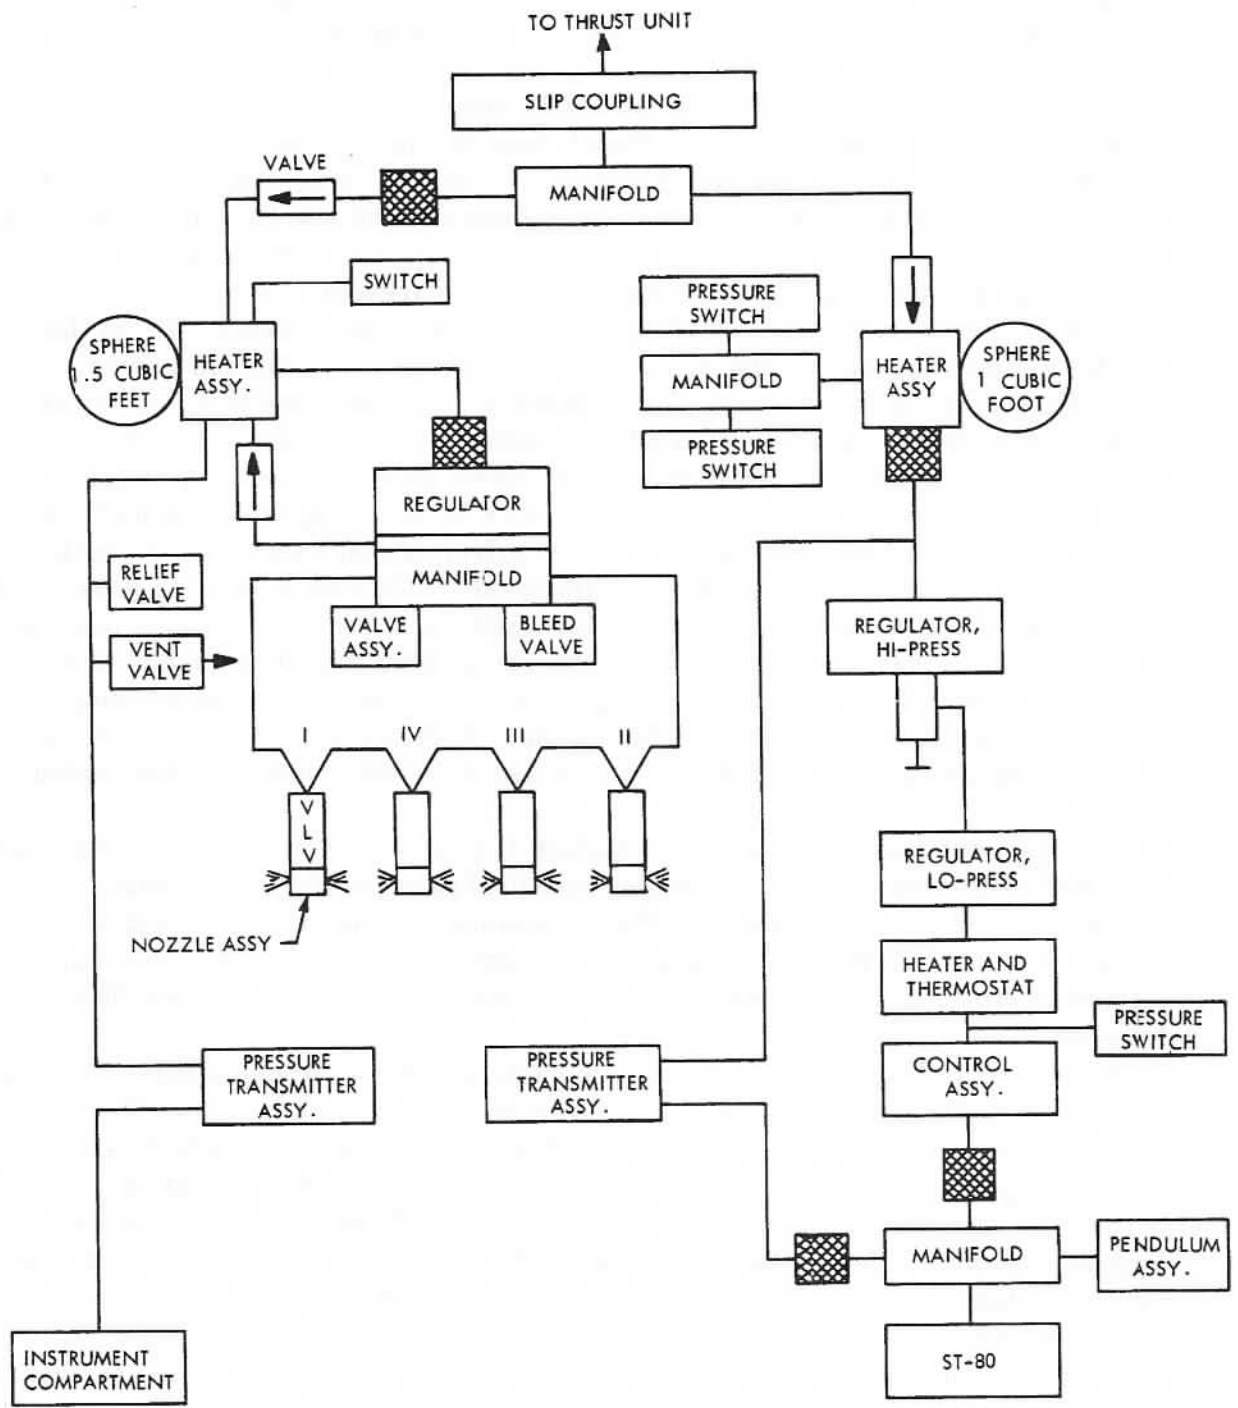 TO THRUST UNIT
SLIP COUPLING
VALVE
MANIFOLD
SWITCH
PRESSURE
SWITCH
SPHERE
1.5 CUBIC
FEET
HEATER
ASSY.
MANIFOLD
HEATER
ASSY
SPHERE
1 CUBIC
FOOT
PRESSURE
SWITCH
REGULATOR
MANIFOLD
RELIEF
VALVE
VALVE
ASSY.
BLEED
VALVE
VENT
VALVE
REGULATOR,
HI-PRESS
I
IV
III
II
V
L
V
NOZZLE ASSY
REGULATOR,
LO-PRESS
HEATER AND
THERMOSTAT
PRESSURE
SWITCH
CONTROL
ASSY.
PRESSURE
TRANSMITTER
ASSY.
PRESSURE
TRANSMITTER
ASSY.
MANIFOLD
PENDULUM
ASSY.
INSTRUMENT
COMPARTMENT
ST-80